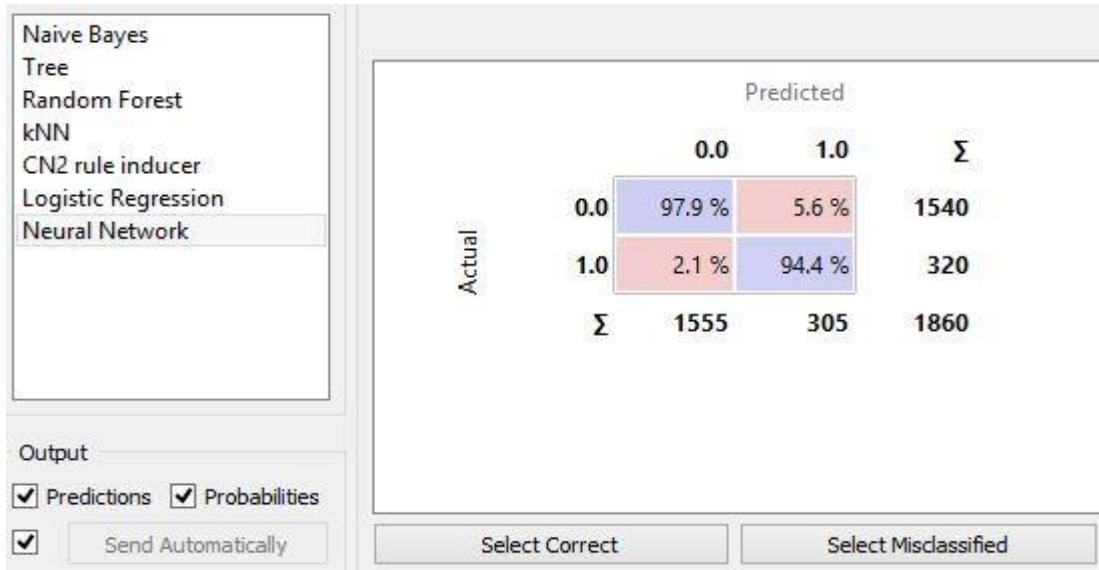 Naive Bayes
Tree
Random Forest
kNN
CN2 rule inducer
Logistic Regression
Neural Network
Output
Predictions Probabilities
Send Automatically
Predicted
0.0 1.0 Σ
Actual
0.0 97.9 % 5.6 % 1540
1.0 2.1 % 94.4 % 320
Σ 1555 305 1860
Select Correct Select Misclassified